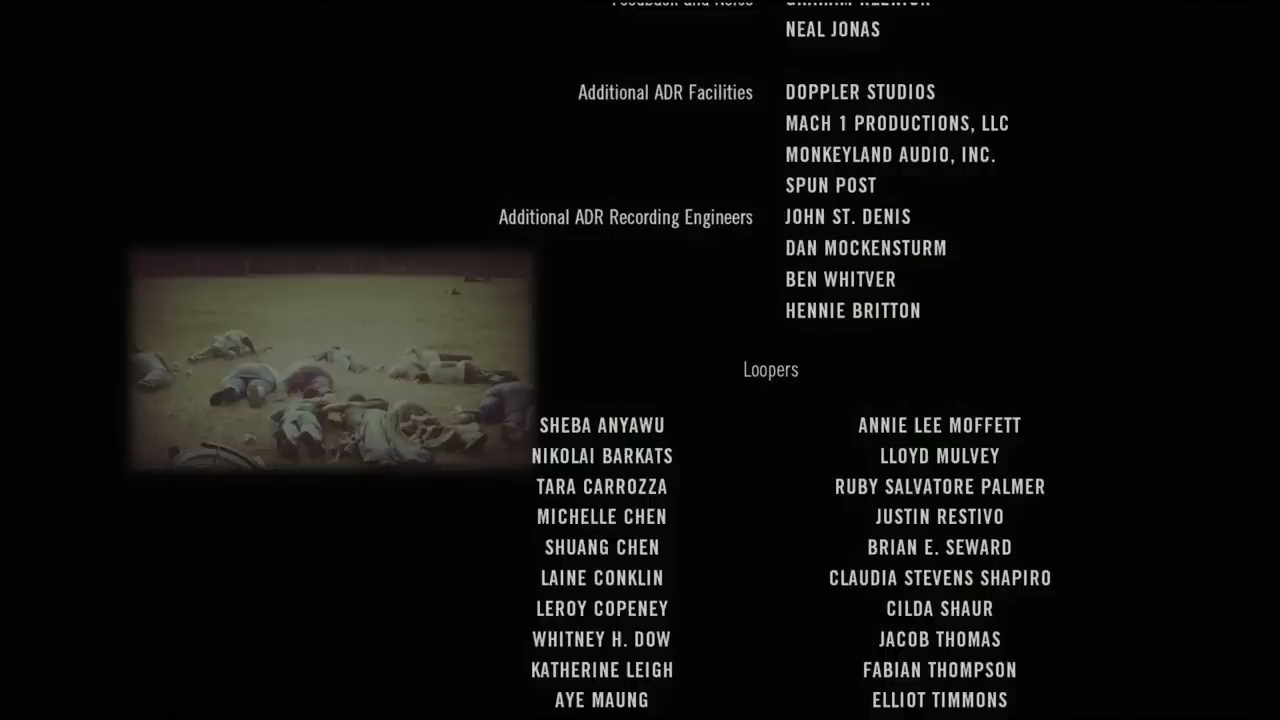 NEAL JONAS
Additional ADR Facilities DOPPLER STUDIOS
MACH 1 PRODUCTIONS, LLC
MONKEYLAND AUDIO, INC.
SPUN POST
Additional ADR Recording Engineers JOHN ST. DENIS
DAN MOCKENSTURM
BEN WHITVER
HENNIE BRITTON
Loopers
SHEBA ANYAWU ANNIE LEE MOFFETT
NIKOLAI BARKATS LLOYD MULVEY
TARA CARROZZA RUBY SALVATORE PALMER
MICHELLE CHEN JUSTIN RESTIVO
SHUANG CHEN BRIAN E. SEWARD
LAINE CONKLIN CLAUDIA STEVENS SHAPIRO
LEROY COPENEY CILDA SHAUR
WHITNEY H. DOW JACOB THOMAS
KATHERINE LEIGH FABIAN THOMPSON
AYE MAUNG ELLIOT TIMMONS